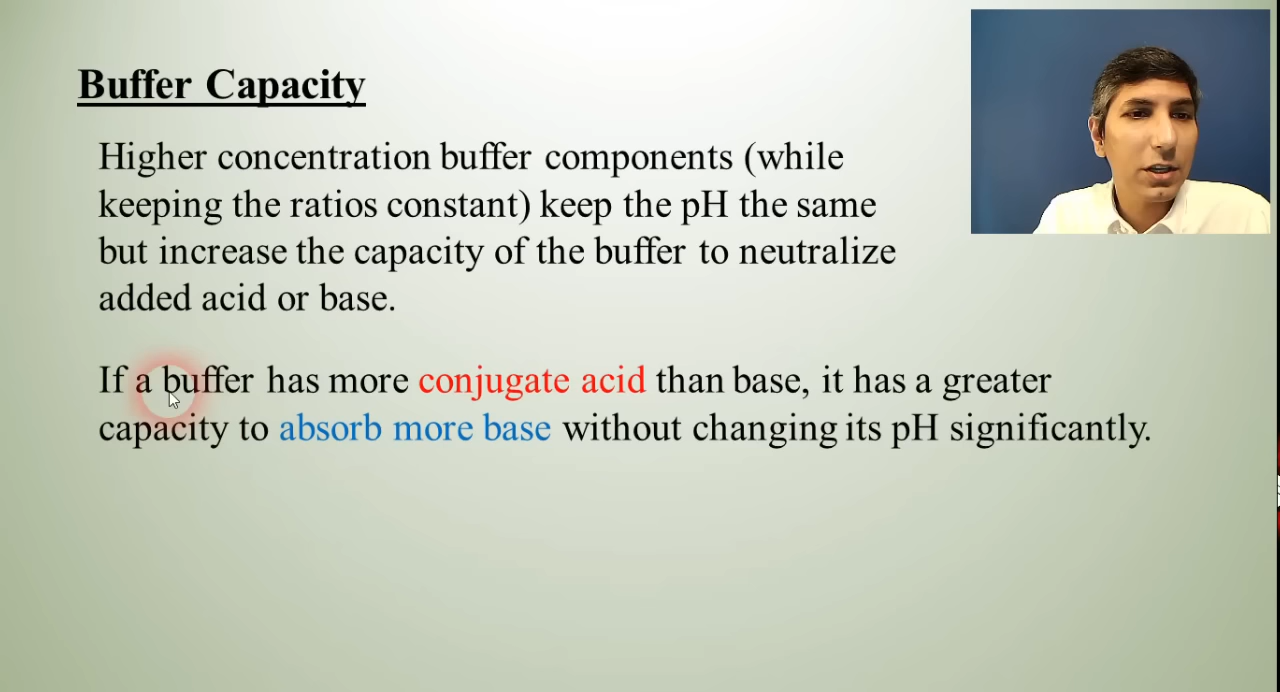 Buffer Capacity
Higher concentration buffer components (while
keeping the ratios constant) keep the pH the same
but increase the capacity of the buffer to neutralize
added acid or base.
If a buffer has more conjugate acid than base, it has a greater
capacity to absorb more base without changing its pH significantly.